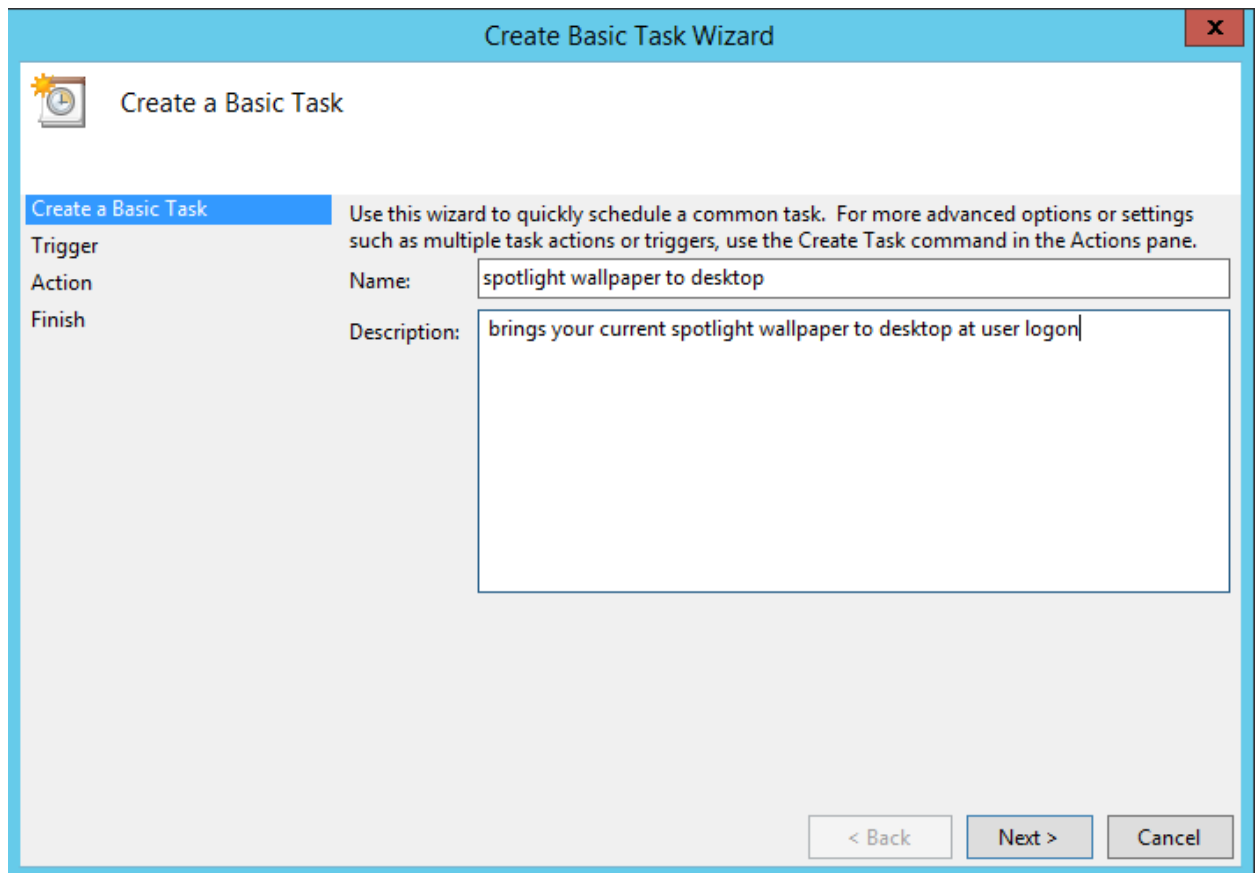 Create Basic Task Wizard
x
Create a Basic Task
Create a Basic Task
Trigger
Action
Finish
Use this wizard to quickly schedule a common task.  For more advanced options or settings
such as multiple task actions or triggers, use the Create Task command in the Actions pane.
Name:
spotlight wallpaper to desktop
Description:
brings your current spotlight wallpaper to desktop at user logon
< Back
Next >
Cancel